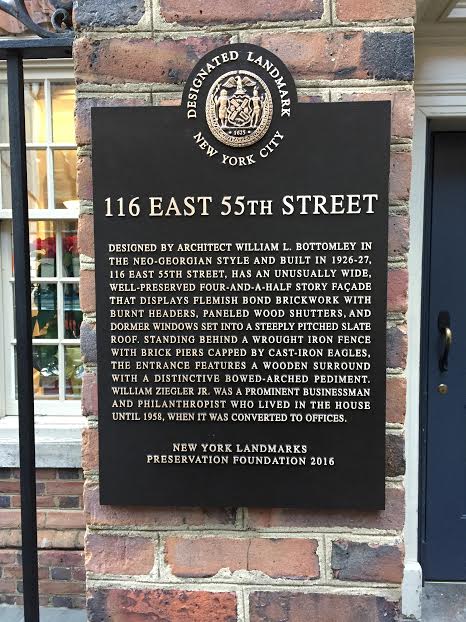 DESIGNATED LANDMARK
NEW YORK CITY
1625
116 EAST 55TH STREET
DESIGNED BY ARCHITECT WILLIAM L. BOTTOMLEY IN
THE NEO-GEORGIAN STYLE AND BUILT IN 1926-27,
116 EAST 55TH STREET, HAS AN UNUSUALLY WIDE,
WELL-PRESERVED FOUR-AND-A-HALF STORY FAÇADE
THAT DISPLAYS FLEMISH BOND BRICKWORK WITH
BURNT HEADERS, PANELED WOOD SHUTTERS, AND
DORMER WINDOWS SET INTO A STEEPLY PITCHED SLATE
ROOF. STANDING BEHIND A WROUGHT IRON FENCE
WITH BRICK PIERS CAPPED BY CAST-IRON EAGLES,
THE ENTRANCE FEATURES A WOODEN SURROUND
WITH A DISTINCTIVE BOWED-ARCHED PEDIMENT.
WILLIAM ZIEGLER JR. WAS A PROMINENT BUSINESSMAN
AND PHILANTHROPIST WHO LIVED IN THE HOUSE
UNTIL 1958, WHEN IT WAS CONVERTED TO OFFICES.
NEW YORK LANDMARKS
PRESERVATION FOUNDATION 2016